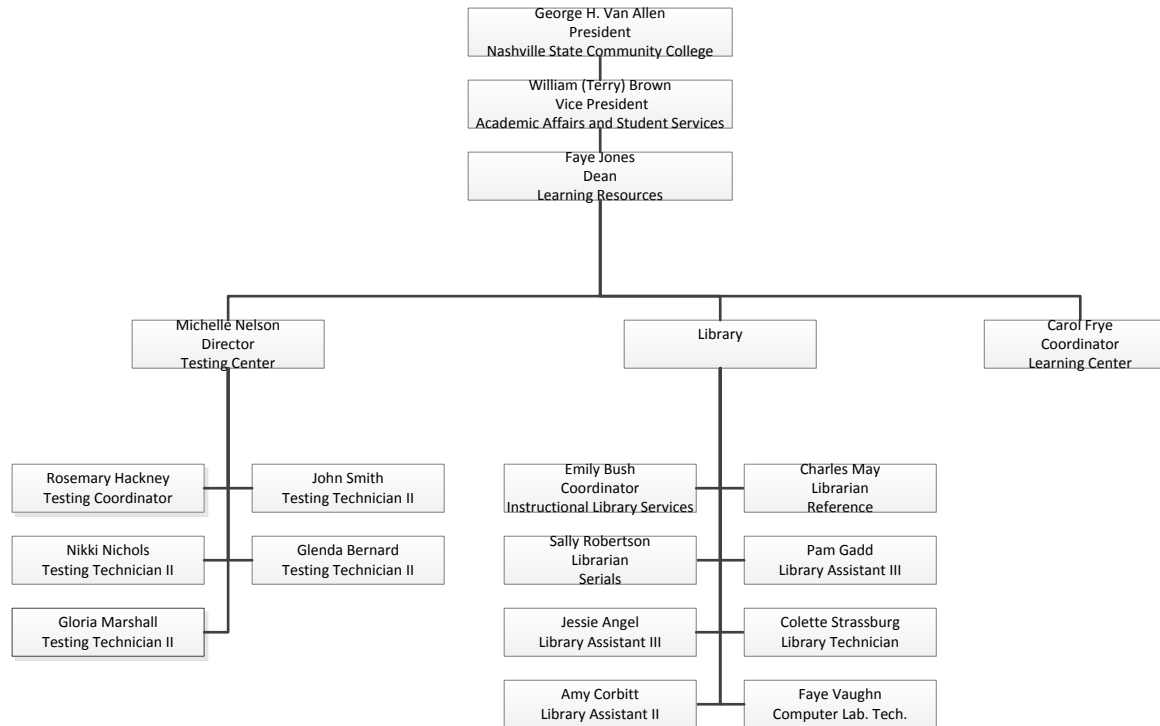 George H. Van Allen
President
Nashville State Community College
William (Terry) Brown
Vice President
Academic Affairs and Student Services
Faye Jones
Dean
Learning Resources
Michelle Nelson
Director
Testing Center
Library
Carol Frye
Coordinator
Learning Center
Rosemary Hackney
Testing Coordinator
John Smith
Testing Technician II
Nikki Nichols
Testing Technician II
Glenda Bernard
Testing Technician II
Gloria Marshall
Testing Technician II
Emily Bush
Coordinator
Instructional Library Services
Charles May
Librarian
Reference
Sally Robertson
Librarian
Serials
Pam Gadd
Library Assistant III
Jessie Angel
Library Assistant III
Colette Strassburg
Library Technician
Amy Corbitt
Library Assistant II
Faye Vaughn
Computer Lab. Tech.